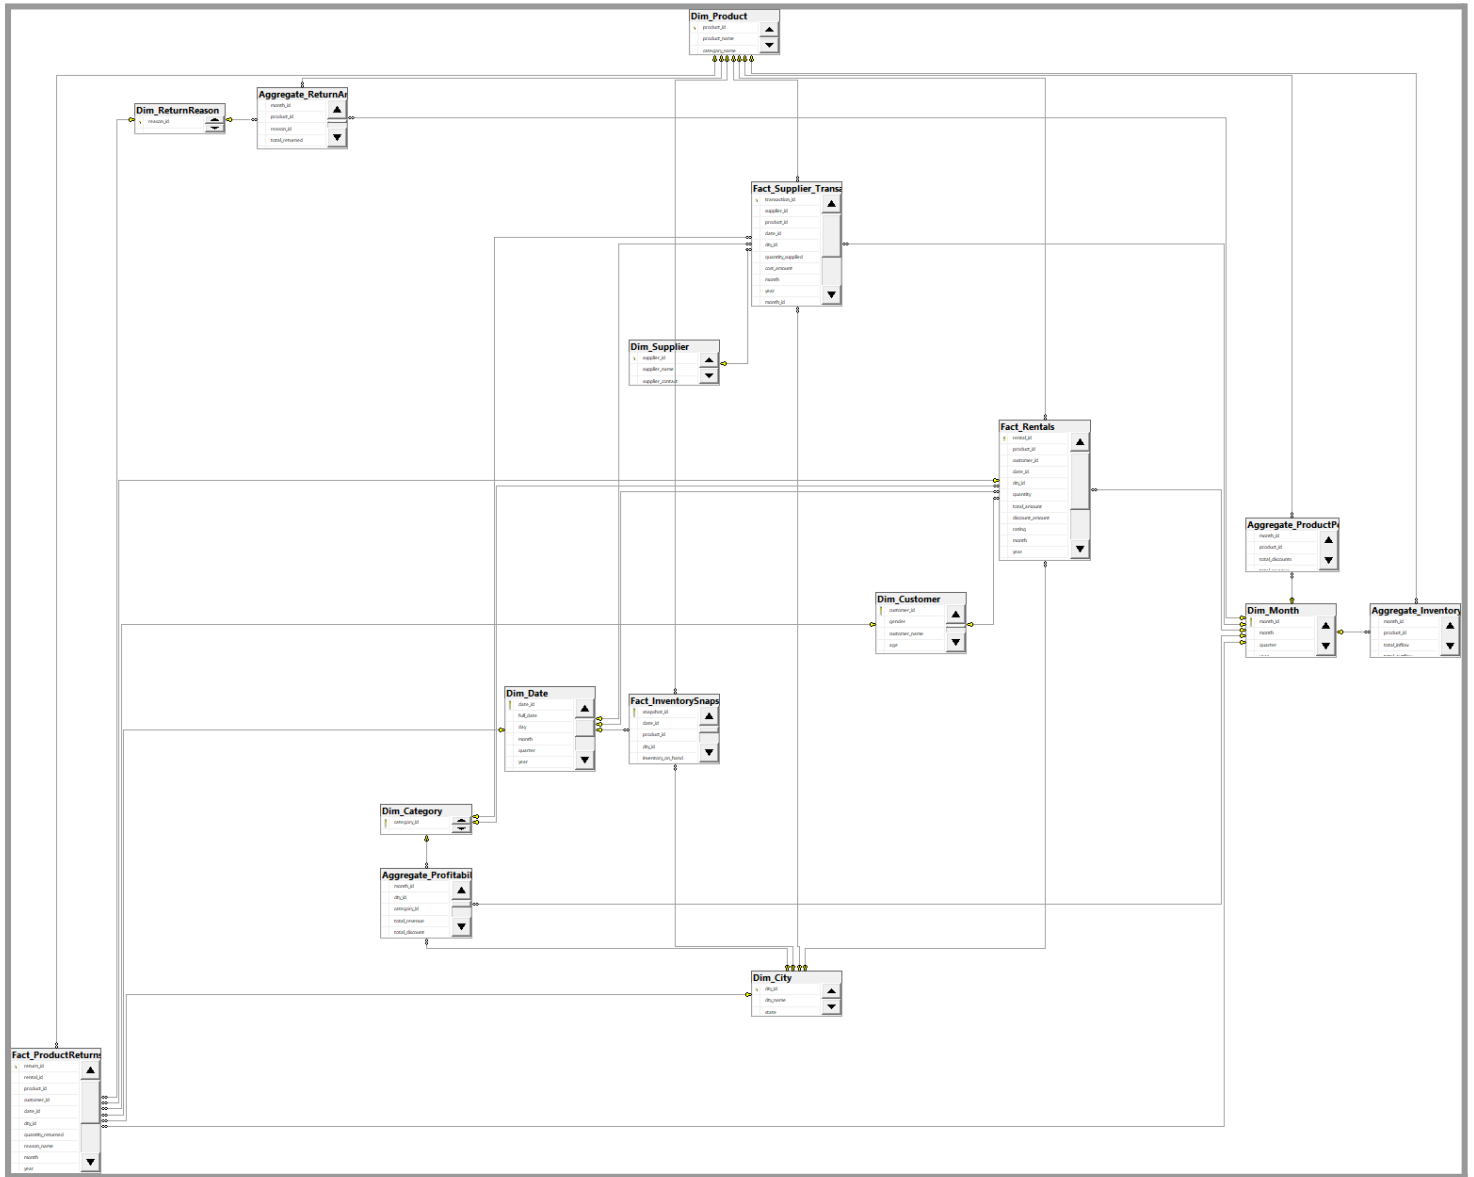 Dim_Product
product_id
product_name
category_name
Dim_ReturnReason
reason_id
Aggregate_ReturnAr
month_id
product_id
reason_id
total_returned
Fact_Supplier_Transa
transaction_id
supplier_id
product_id
date_id
city_id
quantity_supplied
cost_amount
month
year
month_id
Dim_Supplier
supplier_id
supplier_name
supplier_contact
Fact_Rentals
rental_id
product_id
customer_id
date_id
city_id
quantity
total_amount
discount_amount
rating
month
year
Aggregate_ProductPe
month_id
product_id
total_discounts
Dim_Customer
customer_id
gender
customer_name
age
Dim_Month
month_id
month
quarter
Aggregate_Inventory
month_id
product_id
total_inflow
Dim_Date
date_id
full_date
day
month
quarter
year
Fact_InventorySnaps
snapshot_id
date_id
product_id
city_id
inventory_on_hand
Dim_Category
category_id
Aggregate_Profitabil
month_id
city_id
category_id
total_revenue
total_discount
Dim_City
city_id
city_name
state
Fact_ProductReturns
return_id
rental_id
product_id
customer_id
date_id
city_id
quantity_returned
reason_name
month
year